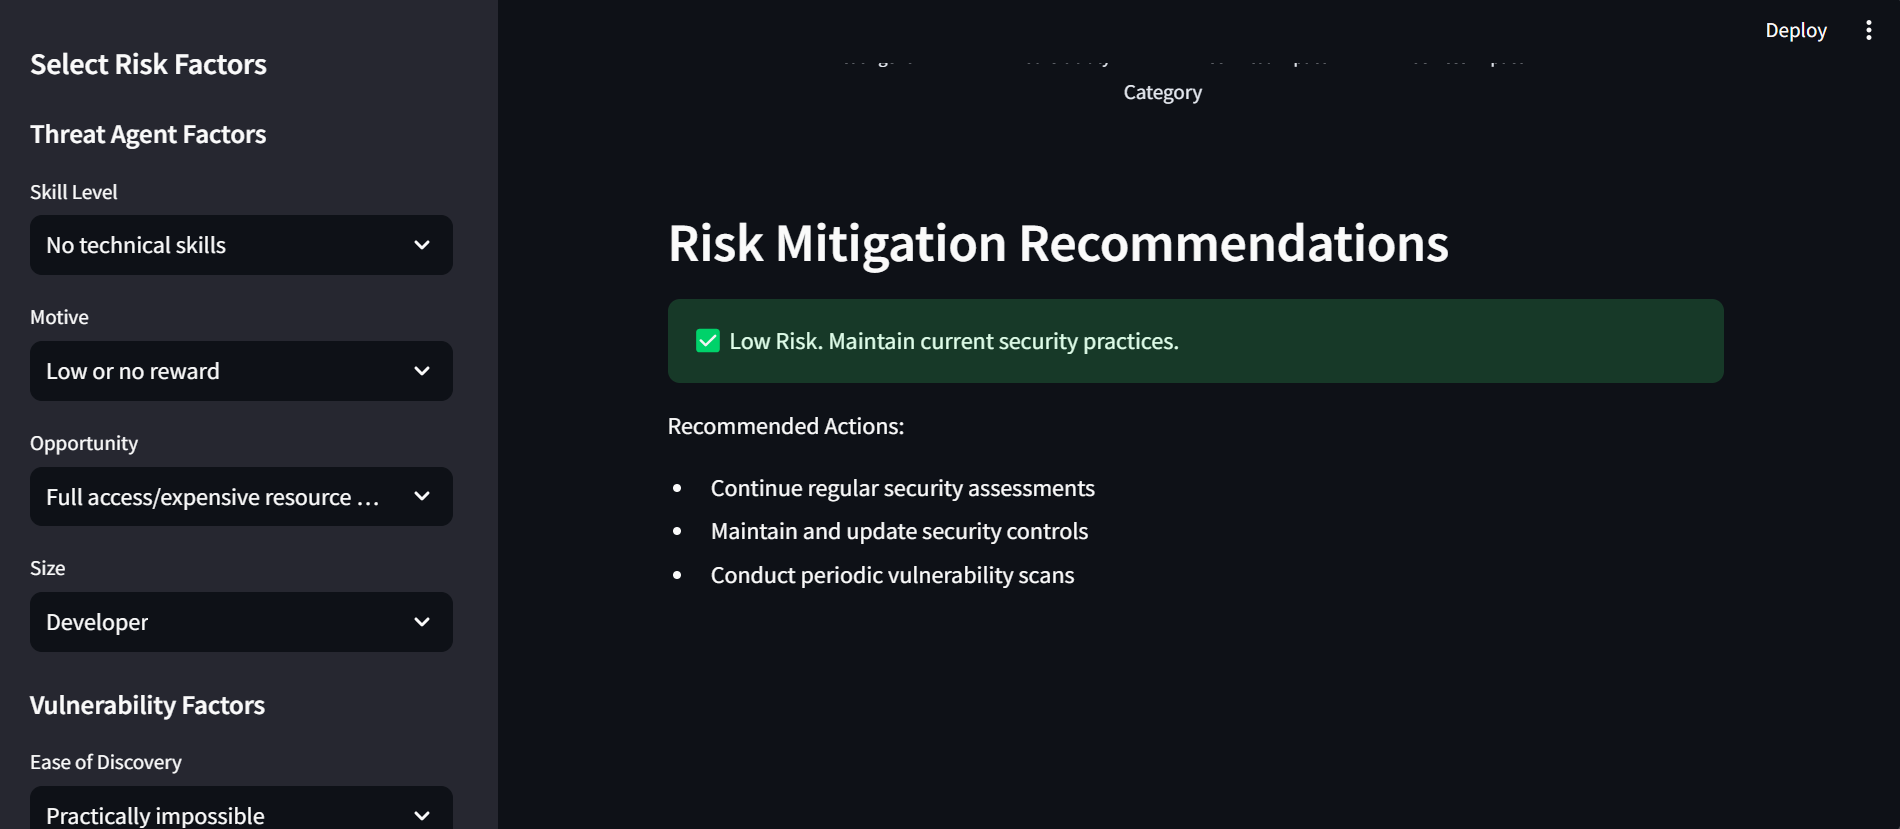 Select Risk Factors
Threat Agent Factors
Skill Level
No technical skills
Motive
Low or no reward
Opportunity
Full access/expensive resource ...
Size
Developer
Vulnerability Factors
Ease of Discovery
Practically impossible
Deploy
Category
Risk Mitigation Recommendations
Low Risk. Maintain current security practices.
Recommended Actions:
• Continue regular security assessments
• Maintain and update security controls
• Conduct periodic vulnerability scans